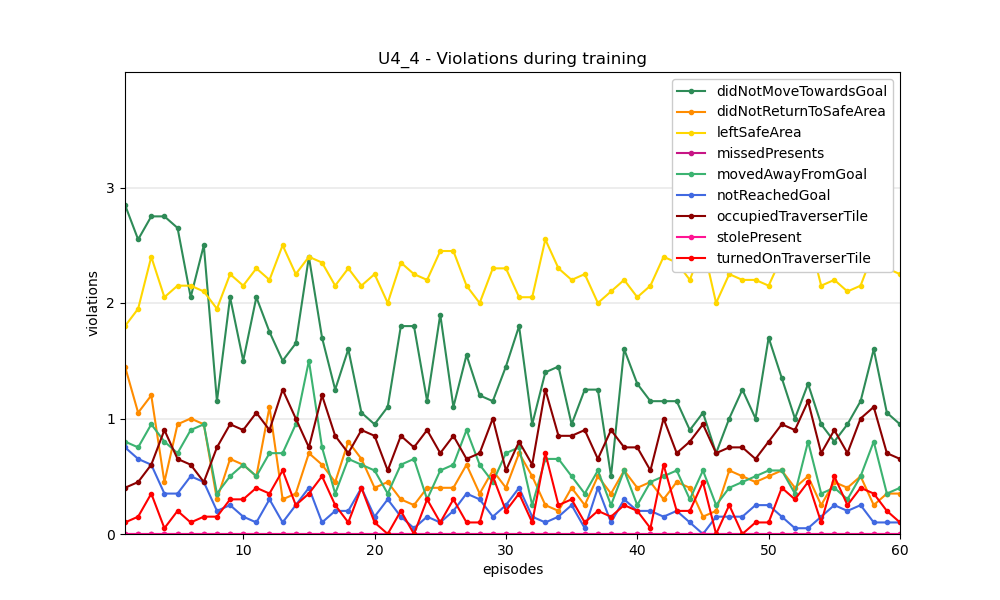 U4_4 - Violations during training
didNotMoveTowardsGoal
didNotReturnToSafeArea
leftSafeArea
missedPresents
movedAwayFromGoal
notReachedGoal
occupiedTraverserTile
stolePresent
turnedOnTraverserTile
violations
3
2
1
0
10 20 30 40 50 60
episodes